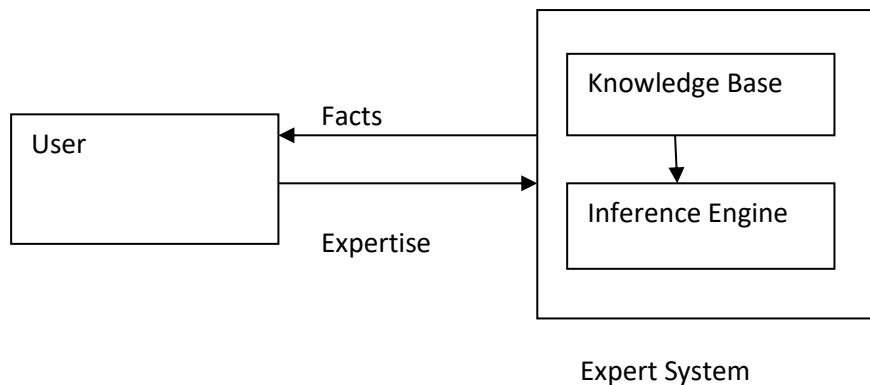 Knowledge Base
Facts
User
Inference Engine
Expertise
Expert System